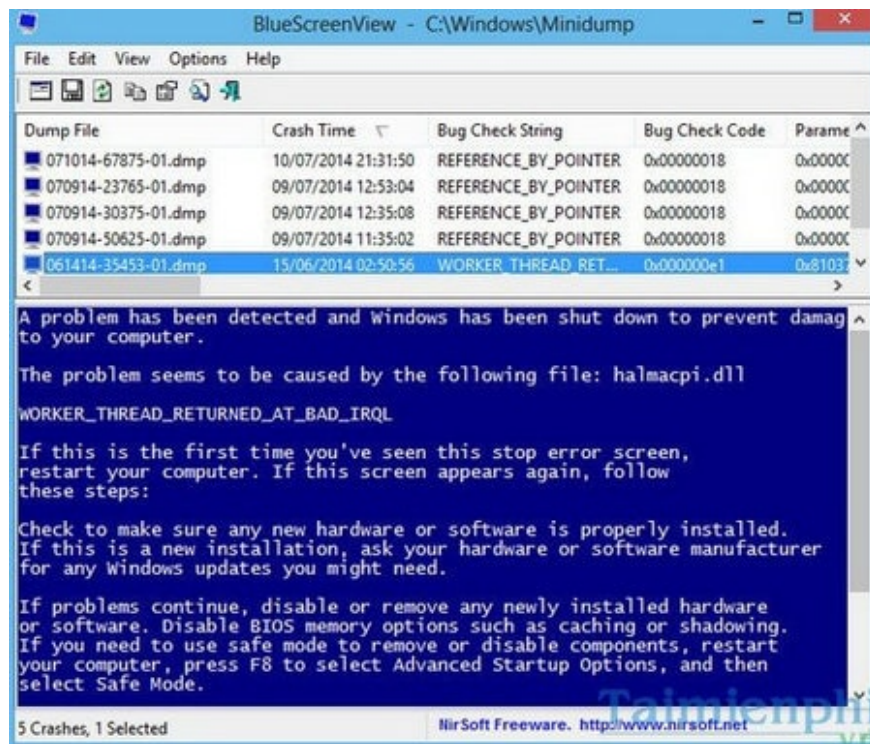 BlueScreenView - C:\Windows\Minidump
File Edit View Options Help
Dump File Crash Time Bug Check String Bug Check Code Parame
071014-67875-01.dmp 10/07/2014 21:31:50 REFERENCE_BY_POINTER 0x00000018 0x0000C
070914-23765-01.dmp 09/07/2014 12:53:04 REFERENCE_BY_POINTER 0x00000018 0x0000C
070914-30375-01.dmp 09/07/2014 12:35:08 REFERENCE_BY_POINTER 0x00000018 0x0000C
070914-50625-01.dmp 09/07/2014 11:35:02 REFERENCE_BY_POINTER 0x00000018 0x0000C
061414-35453-01.dmp 15/06/2014 02:50:56 WORKER_THREAD_RET... 0x000000e1 0x81037
A problem has been detected and Windows has been shut down to prevent damag
to your computer.
The problem seems to be caused by the following file: halmacpi.dll
WORKER_THREAD_RETURNED_AT_BAD_IRQL
If this is the first time you've seen this stop error screen,
restart your computer. If this screen appears again, follow
these steps:
Check to make sure any new hardware or software is properly installed.
If this is a new installation, ask your hardware or software manufacturer
for any Windows updates you might need.
If problems continue, disable or remove any newly installed hardware
or software. Disable BIOS memory options such as caching or shadowing.
If you need to use safe mode to remove or disable components, restart
your computer, press F8 to select Advanced Startup Options, and then
select Safe Mode.
Taimienphi
5 Crashes, 1 Selected NirSoft Freeware. http://www.nirsoft.net